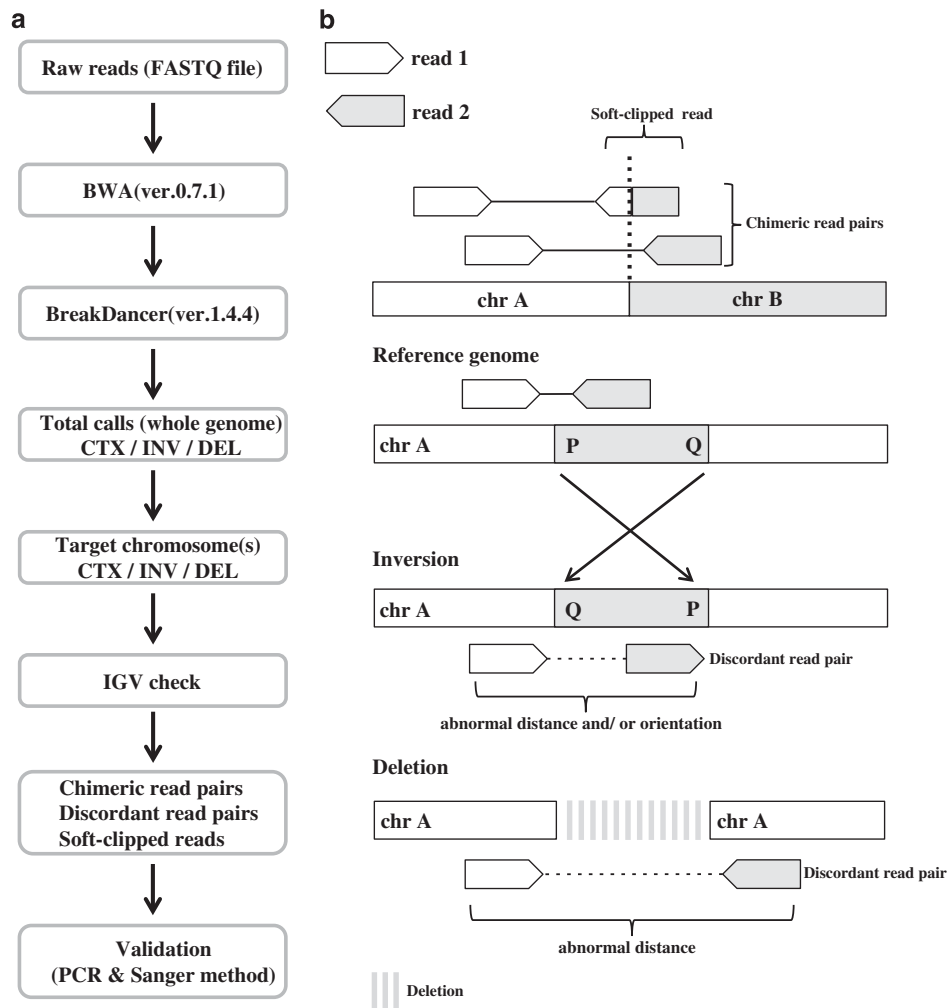 a
Raw reads (FASTQ file)
BWA(ver.0.7.1)
BreakDancer(ver.1.4.4)
Total calls (whole genome)
CTX / INV / DEL
Target chromosome(s)
CTX / INV / DEL
IGV check
Chimeric read pairs
Discordant read pairs
Soft-clipped reads
Validation
(PCR & Sanger method)
b
read 1
read 2
Soft-clipped read
Chimeric read pairs
chr A chr B
Reference genome
chr A P Q
Inversion
chr A Q P
Discordant read pair
abnormal distance and/ or orientation
Deletion
chr A chr A
Discordant read pair
abnormal distance
Deletion